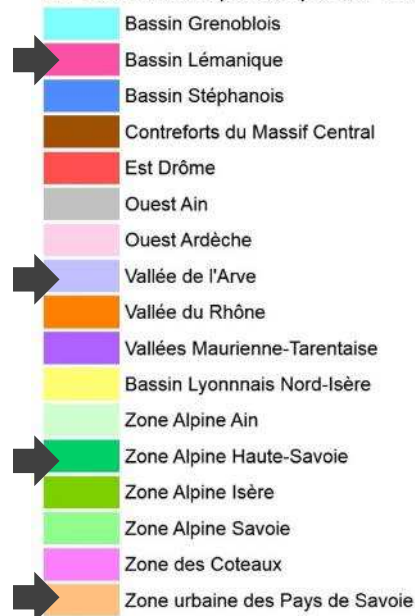 Bassin Grenoblois
Bassin Lémanique
Bassin Stéphanois
Contreforts du Massif Central
Est Drôme
Ouest Ain
Ouest Ardèche
Vallée de l'Arve
Vallée du Rhône
Vallées Maurienne-Tarentaise
Bassin Lyonnnais Nord-Isère
Zone Alpine Ain
Zone Alpine Haute-Savoie
Zone Alpine Isère
Zone Alpine Savoie
Zone des Coteaux
Zone urbaine des Pays de Savoie